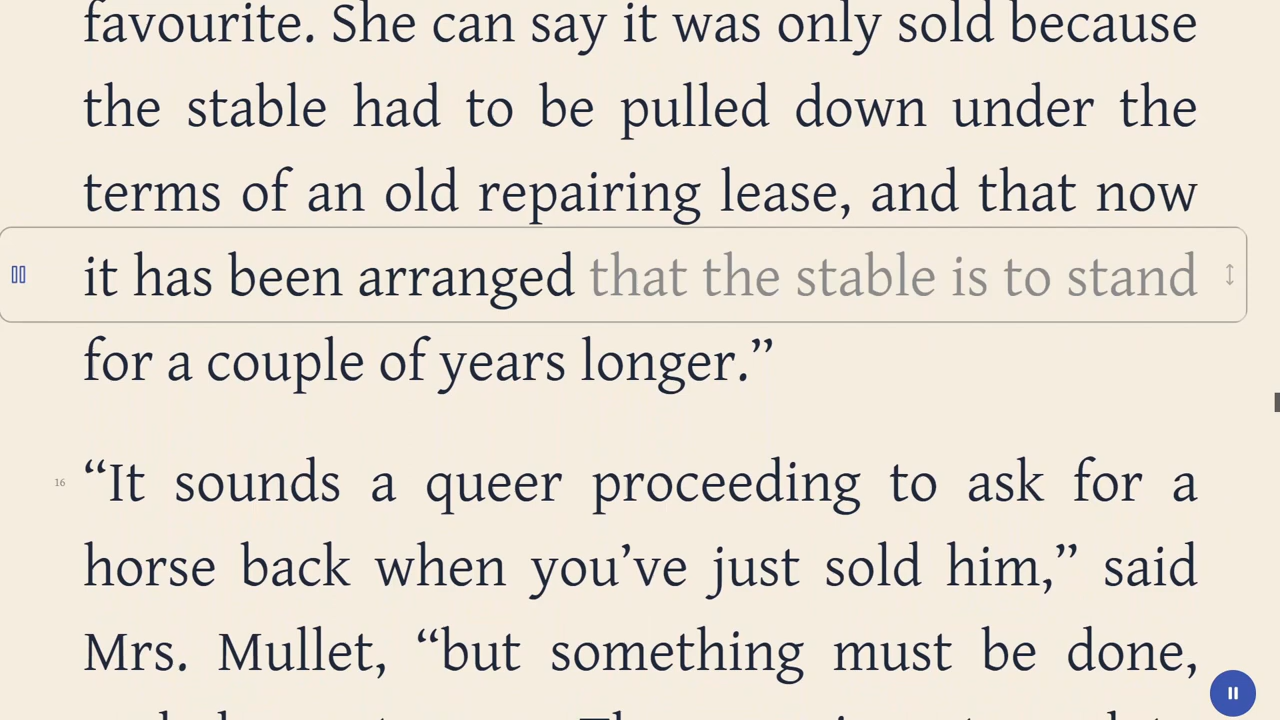 favourite. She can say it was only sold because
the stable had to be pulled down under the
terms of an old repairing lease, and that now
it has been arranged that the stable is to stand
for a couple of years longer.”
16
“It sounds a queer proceeding to ask for a
horse back when you’ve just sold him,” said
Mrs. Mullet, “but something must be done,